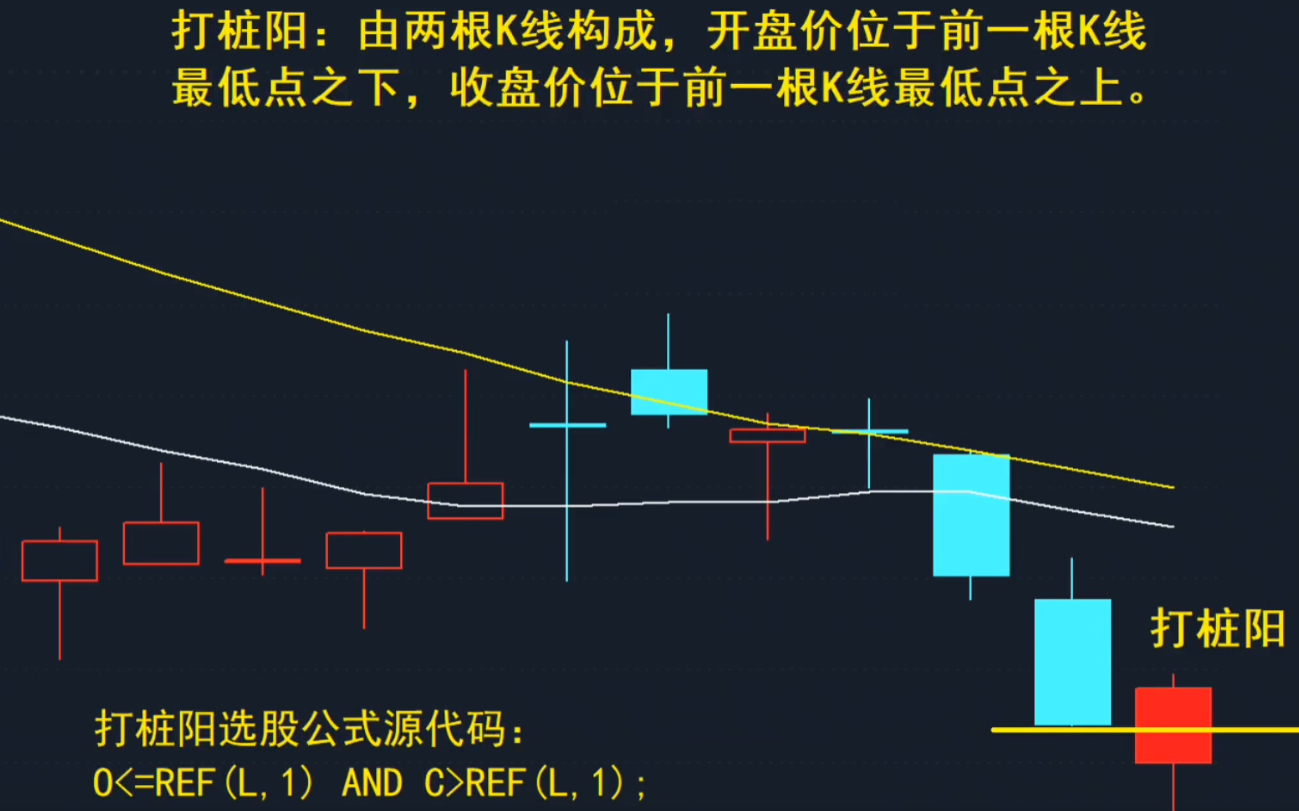 打桩阳：由两根K线构成，开盘价位于前一根K线
最低点之下，收盘价位于前一根K线最低点之上。
打桩阳
打桩阳选股公式源代码：
O<=REF(L,1) AND C>REF(L,1);